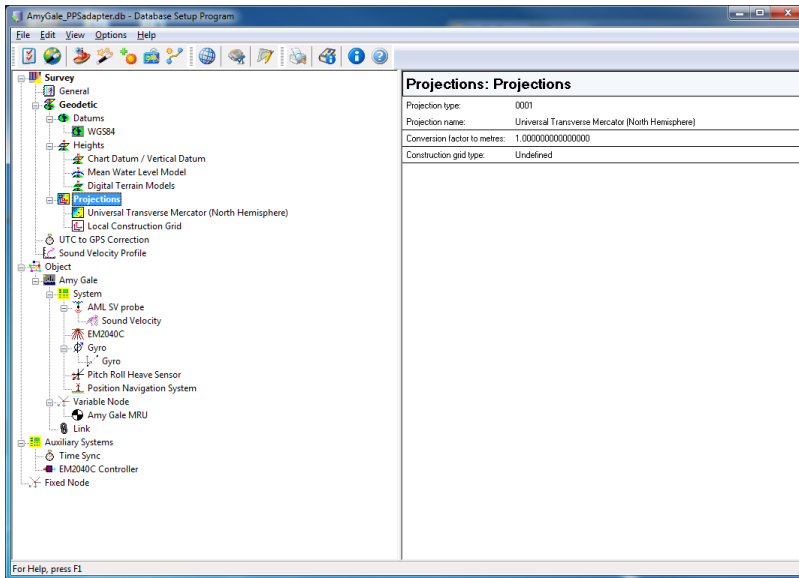 AmyGale_PPSadapter.db - Database Setup Program
File Edit View Options Help
Survey
General
Geodetic
Datums
WGS84
Heights
Chart Datum / Vertical Datum
Mean Water Level Model
Digital Terrain Models
Projections
Universal Transverse Mercator (North Hemisphere)
Local Construction Grid
UTC to GPS Correction
Sound Velocity Profile
Object
Amy Gale
System
AML SV probe
Sound Velocity
EM2040C
Gyro
Gyro
Pitch Roll Heave Sensor
Position Navigation System
Variable Node
Amy Gale MRU
Link
Auxiliary Systems
Time Sync
EM2040C Controller
Fixed Node
Projections: Projections
Projection type: 0001
Projection name: Universal Transverse Mercator (North Hemisphere)
Conversion factor to metres: 1.000000000000000
Construction grid type: Undefined
For Help, press F1